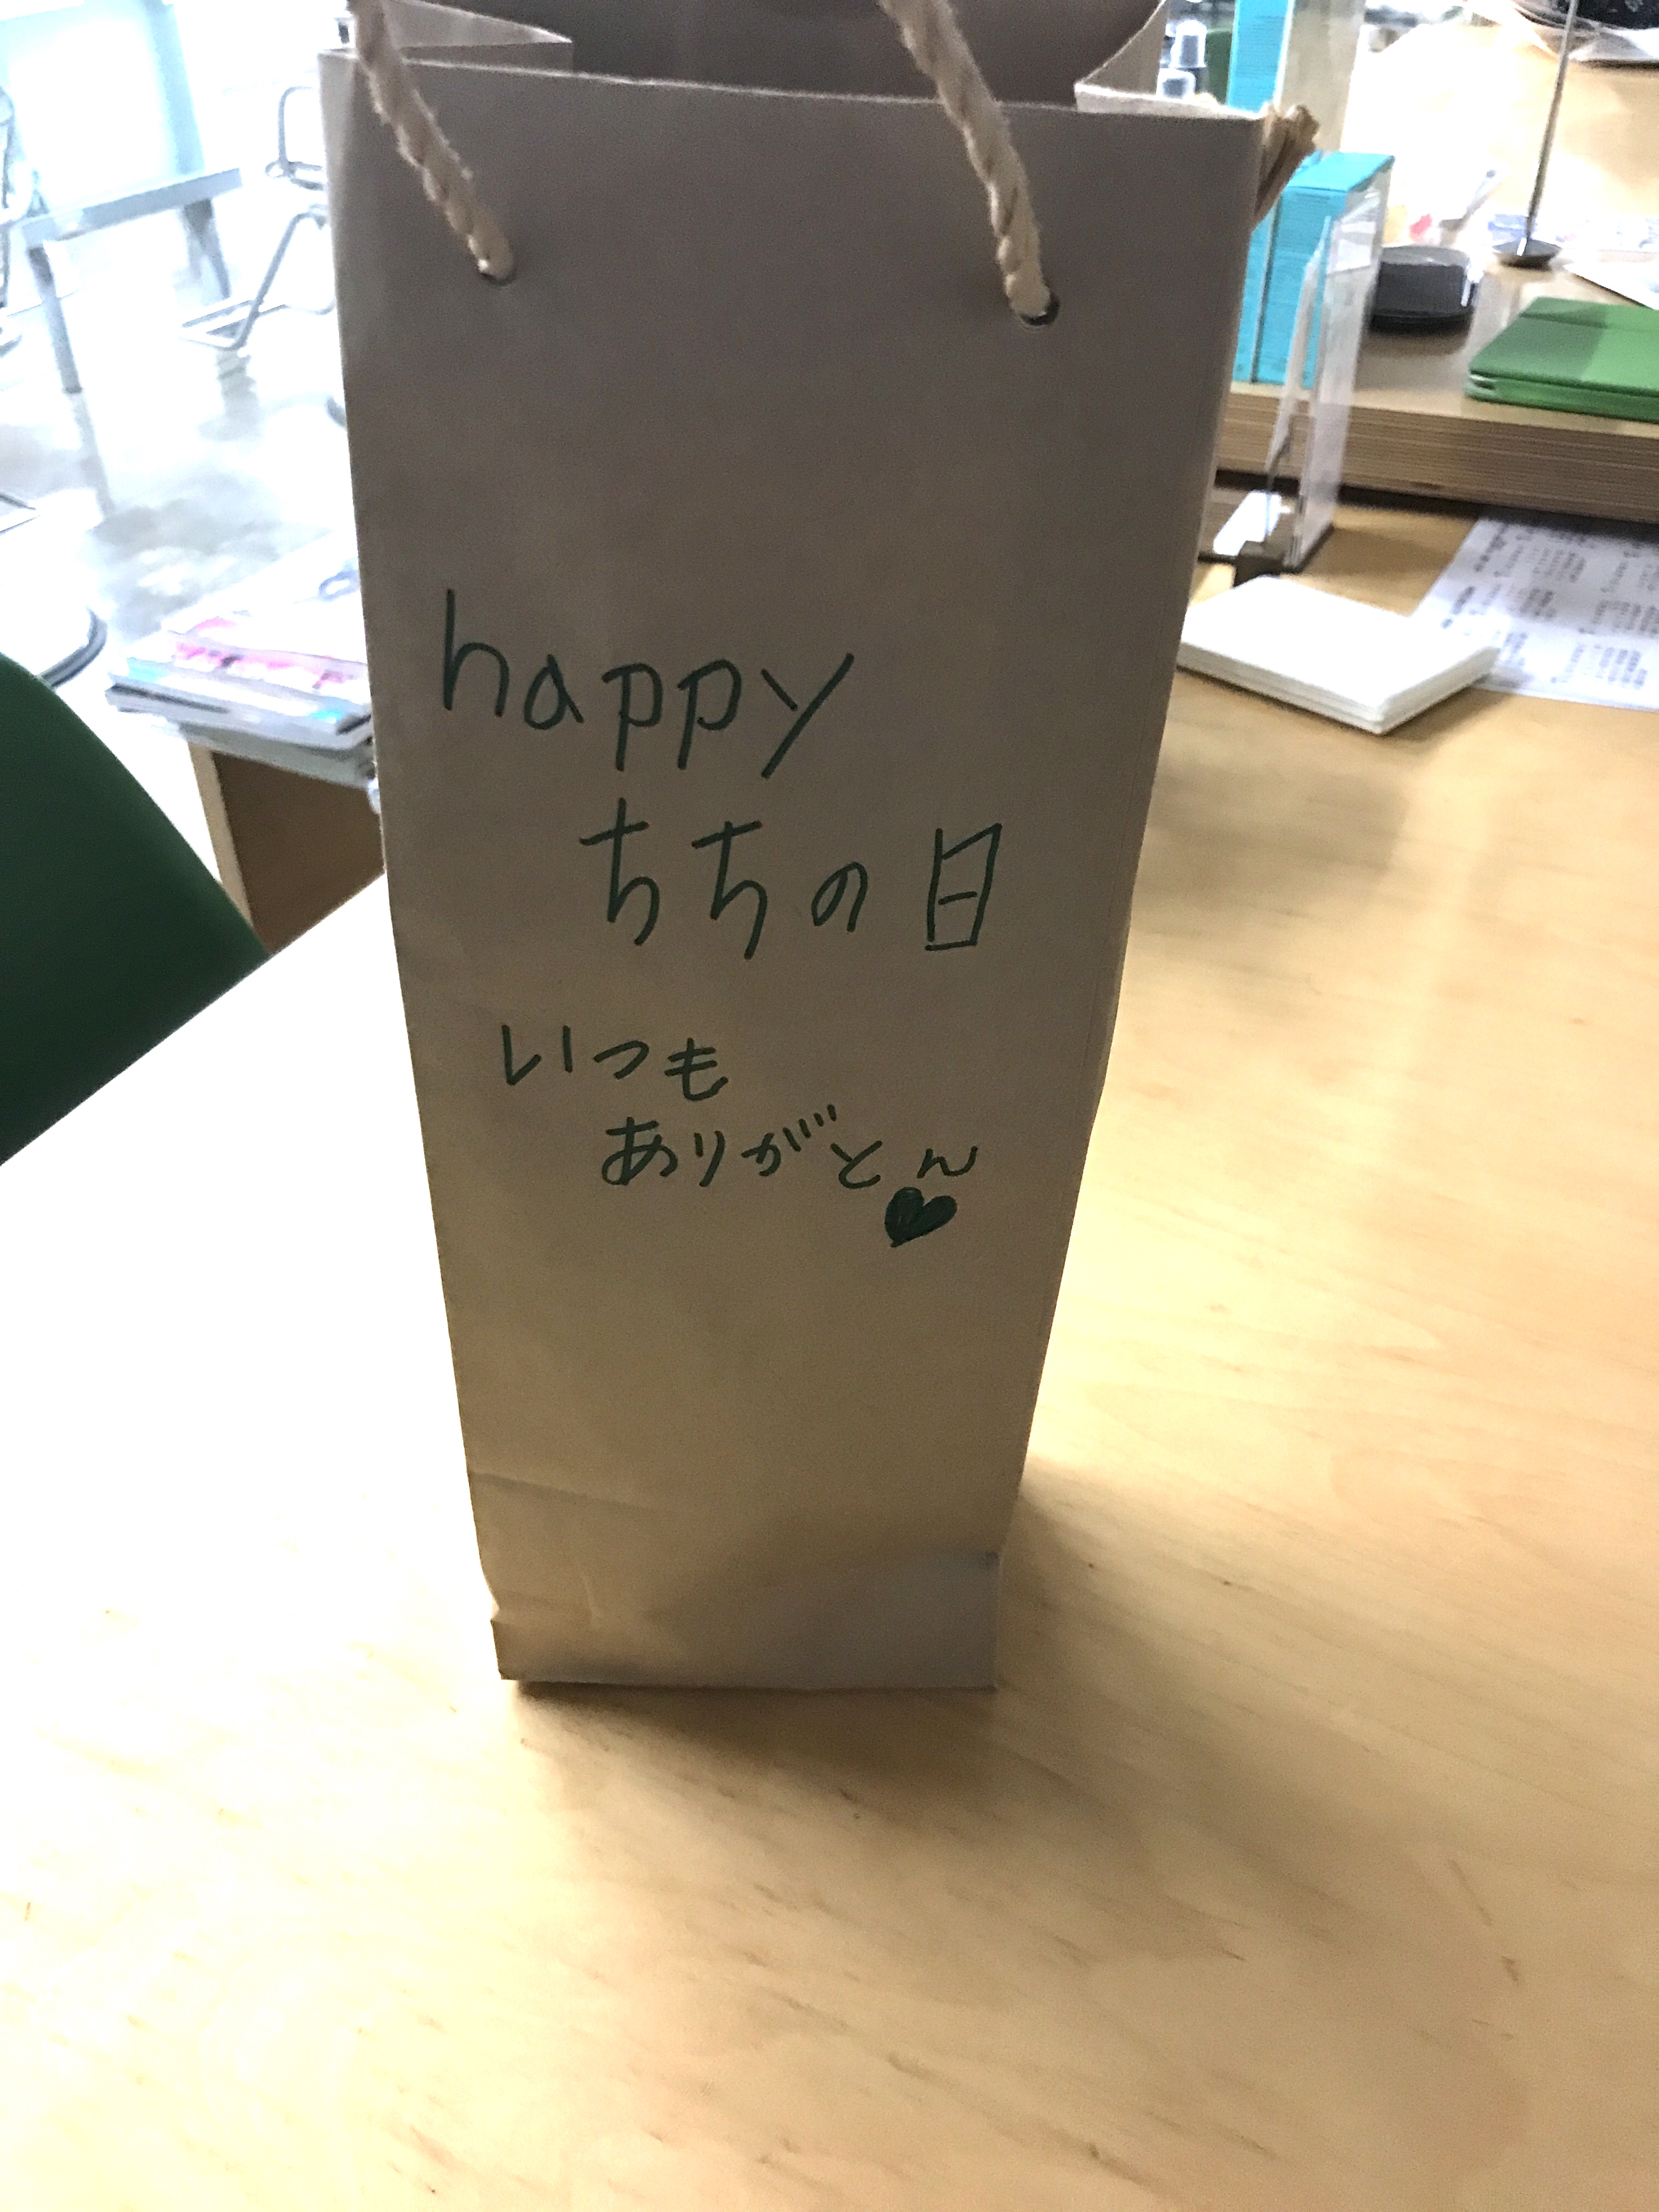 happy
ちちの日
いつも
ありがとん
♥